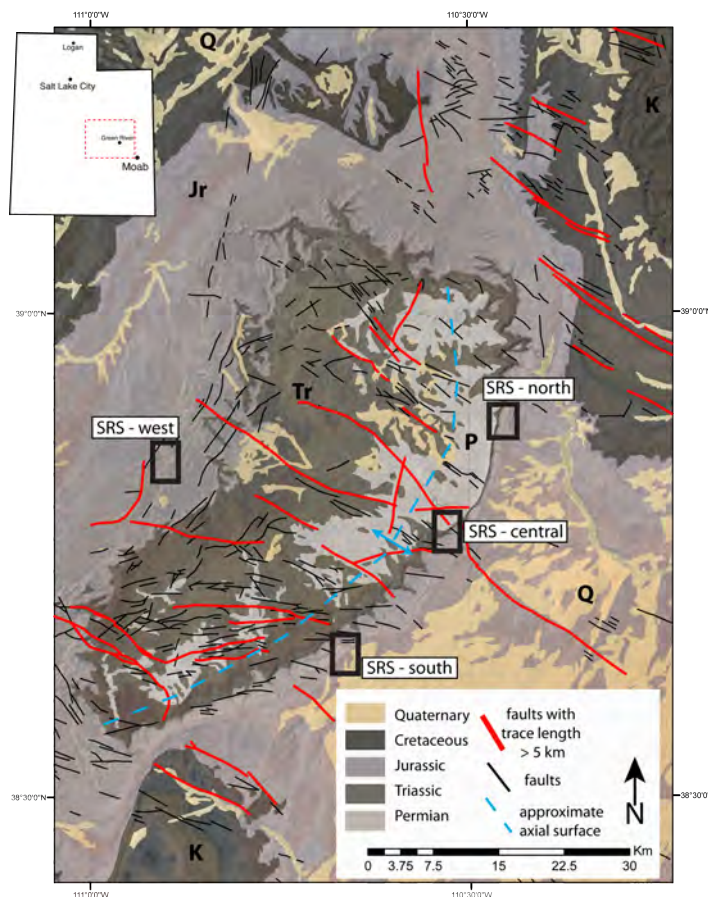 111°0'0"W
110°30'0"W
Logan
Salt Lake City
Green River
Moab
Q
K
Jr
39°0'0"N
39°0'0"N
Tr
SRS - north
SRS - west
P
SRS - central
Q
SRS - south
Quaternary
Cretaceous
Jurassic
Triassic
Permian
faults with
trace length
> 5 km
faults
approximate
axial surface
N
38°30'0"N
38°30'0"N
K
Km
0 3.75 7.5 15 22.5 30
111°0'0"W
110°30'0"W